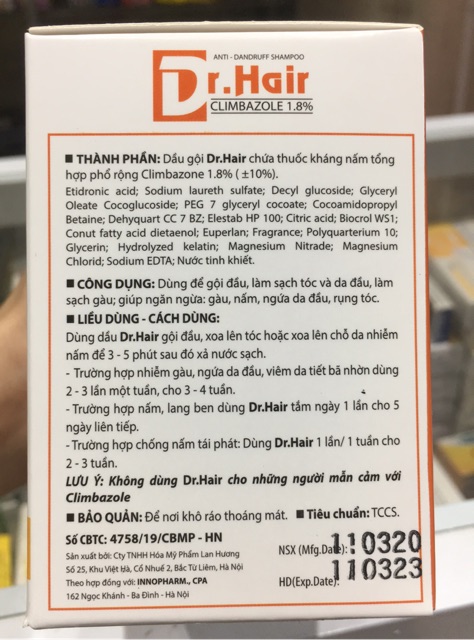 ANTI - DANDRUFF SHAMPOO
Dr.Hair
CLIMBAZOLE 1.8%
■ THÀNH PHẦN: Dầu gội Dr.Hair chứa thuốc kháng nấm tổng
hợp phổ rộng Climbazone 1.8% ( ±10%).
Etidronic acid; Sodium laureth sulfate; Decyl glucoside; Glyceryl
Oleate Cocoglucoside; PEG 7 glyceryl cocoate; Cocoamidopropyl
Betaine; Dehyquart CC 7 BZ; Elestab HP 100; Citric acid; Biocrol WS1;
Conut fatty acid dietaenol; Euperlan; Fragrance; Polyquarterium 10;
Glycerin; Hydrolyzed kelatin; Magnesium Nitrade; Magnesium
Chlorid; Sodium EDTA; Nước tinh khiết.
■ CÔNG DỤNG: Dùng để gội đầu, làm sạch tóc và da đầu, làm
sạch gàu; giúp ngăn ngừa: gàu, nấm, ngứa da đầu, rụng tóc.
■ LIỀU DÙNG - CÁCH DÙNG:
Dùng dầu Dr.Hair gội đầu, xoa lên tóc hoặc xoa lên chỗ da nhiễm
nấm để 3 - 5 phút sau đó xả nước sạch.
- Trường hợp nhiễm gàu, ngứa da đầu, viêm da tiết bã nhờn dùng
2 - 3 lần một tuần, cho 3 - 4 tuần.
- Trường hợp nấm, lang ben dùng Dr.Hair tắm ngày 1 lần cho 5
ngày liên tiếp.
- Trường hợp chống nấm tái phát: Dùng Dr.Hair 1 lần/ 1 tuần cho
2 - 3 tuần.
LƯU Ý: Không dùng Dr.Hair cho những người mẫn cảm với
Climbazole
■ BẢO QUẢN: Để nơi khô ráo thoáng mát. ■ Tiêu chuẩn: TCCS.
Số CBTC: 4758/19/CBMP - HN
Sản xuất bởi: Cty TNHH Hóa Mỹ Phẩm Lan Hương
Số 25, Khu Việt Hà, Cổ Nhuế 2, Bắc Từ Liêm, Hà Nội
Theo hợp đồng với: INNOPHARM., CPA
162 Ngọc Khánh - Ba Đình - Hà Nội
NSX (Mfg.Date): 110320
HD(Exp.Date): 110323